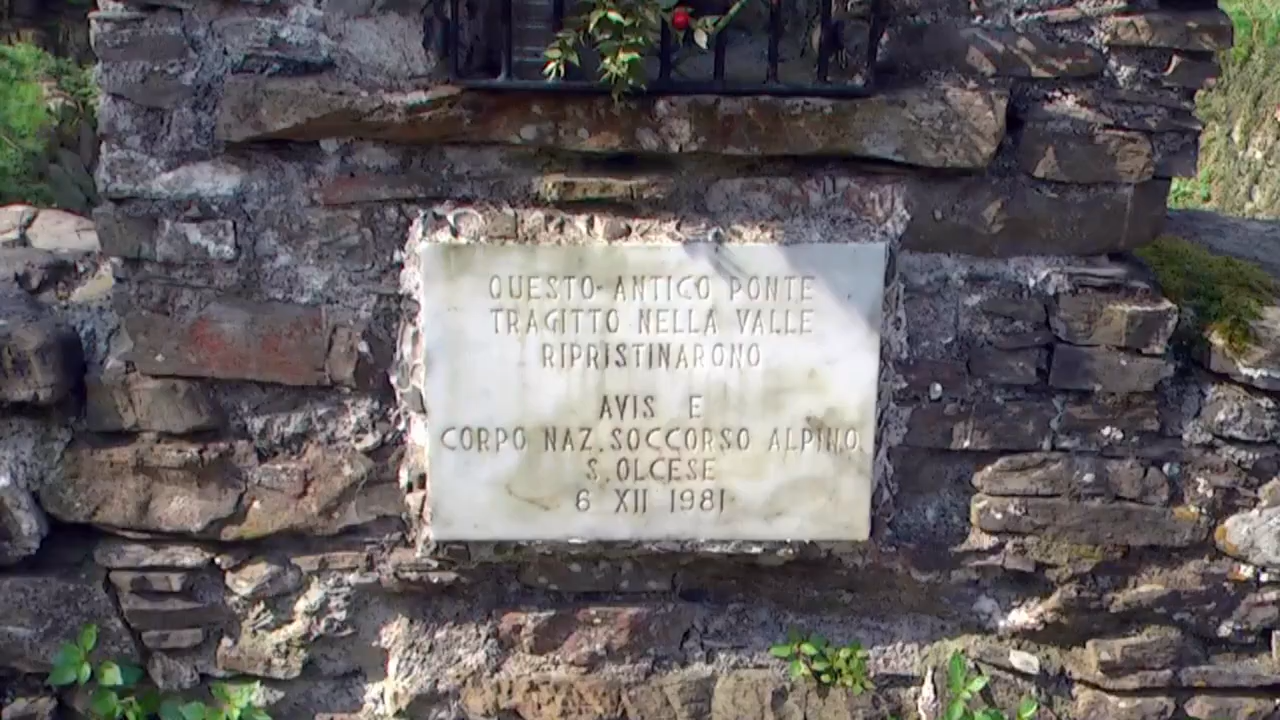 QUESTO ANTICO PONTE
TRAGITTO NELLA VALLE
RIPRISTINARONO
AVIS E
CORPO NAZ. SOCCORSO ALPINO
S. OLCESE
6 XII 1981